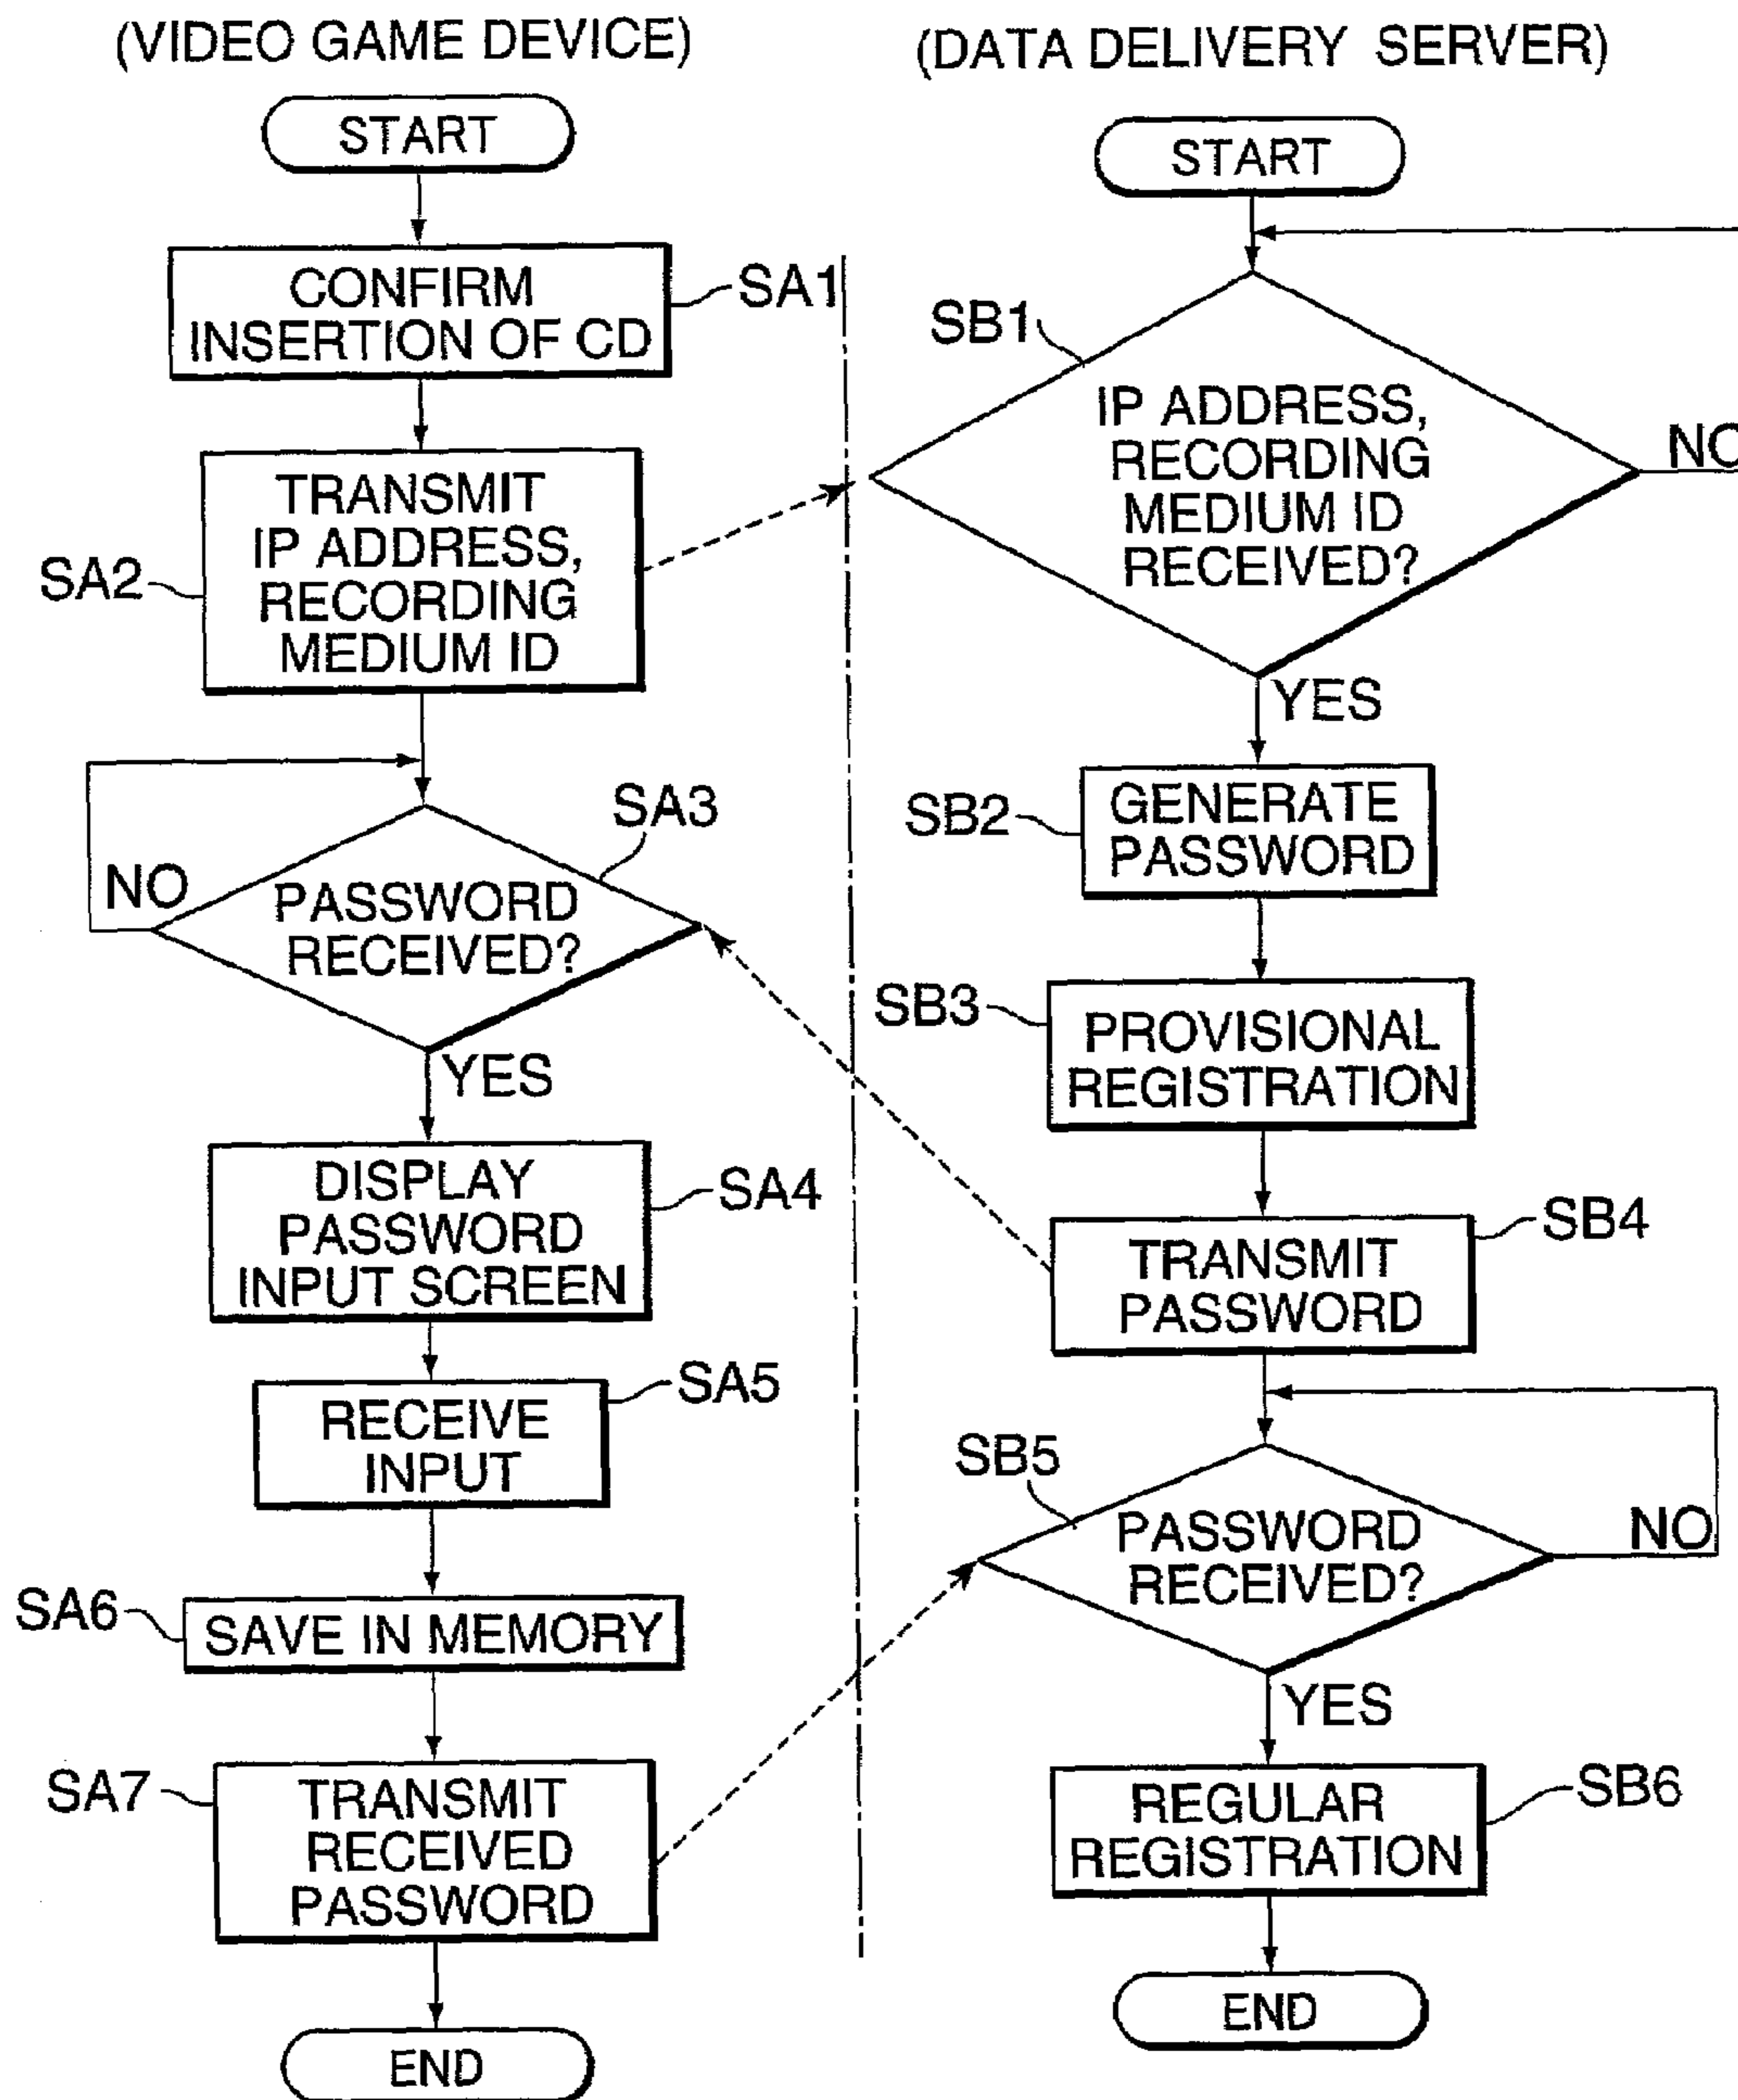 (VIDEO GAME DEVICE)
START
CONFIRM
INSERTION OF CD
SA1
TRANSMIT
IP ADDRESS,
RECORDING
MEDIUM ID
SA2
SA3
NO
PASSWORD
RECEIVED?
YES
DISPLAY
PASSWORD
INPUT SCREEN
SA4
SA5
RECEIVE
INPUT
SA6
SAVE IN MEMORY
SA7
TRANSMIT
RECEIVED
PASSWORD
END
(DATA DELIVERY SERVER)
START
SB1
IP ADDRESS,
RECORDING
MEDIUM ID
RECEIVED?
NO
YES
SB2
GENERATE
PASSWORD
SB3
PROVISIONAL
REGISTRATION
SB4
TRANSMIT
PASSWORD
SB5
PASSWORD
RECEIVED?
NO
YES
REGULAR
REGISTRATION
SB6
END